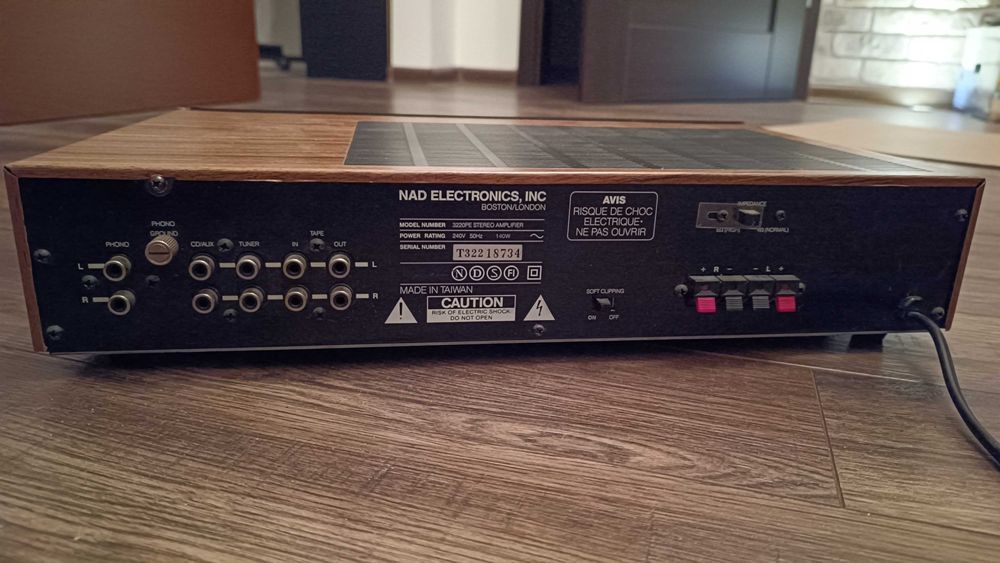 NAD ELECTRONICS, INC
BOSTON/LONDON
MODEL NUMBER 3220PE STEREO AMPLIFIER
POWER RATING 240V 50Hz 140W
SERIAL NUMBER T32218734
N D S FI
MADE IN TAIWAN
CAUTION
RISK OF ELECTRIC SHOCK
DO NOT OPEN
AVIS
RISQUE DE CHOC
ELECTRIQUE•
NE PAS OUVRIR
PHONO
GROUND
PHONO
CD/AUX
TUNER
TAPE
IN OUT
L L
R R
SOFT CLIPPING
ON OFF
IMPEDANCE
(NORMAL)
+ R - - L +